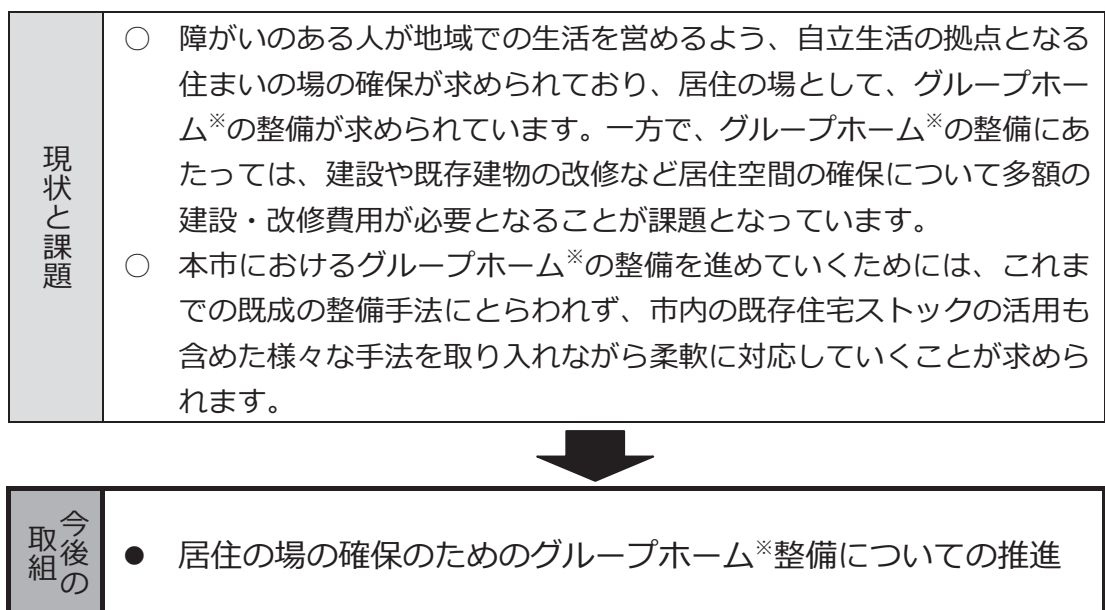 現状と課題
○ 障がいのある人が地域での生活を営めるよう、自立生活の拠点となる
住まいの場の確保が求められており、居住の場として、グループホー
ム※の整備が求められています。一方で、グループホーム※の整備にあ
たっては、建設や既存建物の改修など居住空間の確保について多額の
建設・改修費用が必要となることが課題となっています。
○ 本市におけるグループホーム※の整備を進めていくためには、これま
での既成の整備手法にとらわれず、市内の既存住宅ストックの活用も
含めた様々な手法を取り入れながら柔軟に対応していくことが求めら
れます。
今後の
取組
● 居住の場の確保のためのグループホーム※整備についての推進